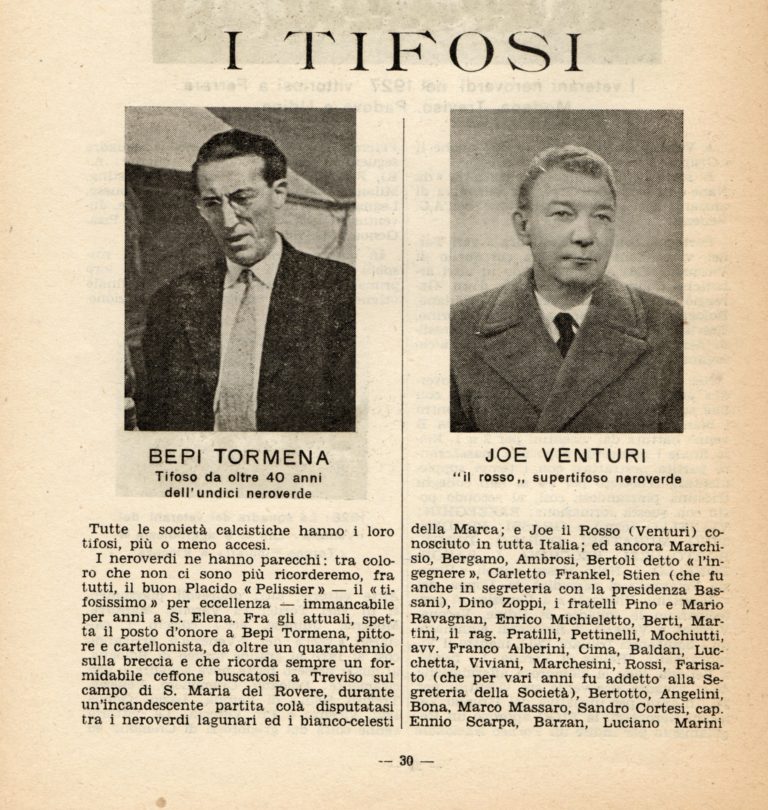 I TIFOSI
BEPI TORMENA
Tifoso da oltre 40 anni
dell'undici neroverde
JOE VENTURI
"il rosso„ supertifoso neroverde
Tutte le società calcistiche hanno i loro
tifosi, più o meno accesi.
I neroverdi ne hanno parecchi: tra colo-
ro che non ci sono più ricorderemo, fra
tutti, il buon Placido « Pelissier » — il « ti-
fosissimo » per eccellenza — immancabile
per anni a S. Elena. Fra gli attuali, spet-
ta il posto d'onore a Bepi Tormena, pitto-
re e cartellonista, da oltre un quarantennio
sulla breccia e che ricorda sempre un for-
midabile ceffone buscatosi a Treviso sul
campo di S. Maria del Rovere, durante
un'incandescente partita colà disputatasi
tra i neroverdi lagunari ed i bianco-celesti
della Marca; e Joe il Rosso (Venturi) co-
nosciuto in tutta Italia; ed ancora Marchi-
sio, Bergamo, Ambrosi, Bertoli detto « l'in-
gegnere », Carletto Frankel, Stien (che fu
anche in segreteria con la presidenza Bas-
sani), Dino Zoppi, i fratelli Pino e Mario
Ravagnan, Enrico Michieletto, Berti, Mar-
tini, il rag. Pratilli, Pettinelli, Mochiutti,
avv. Franco Alberini, Cima, Baldan, Luc-
chetta, Viviani, Marchesini, Rossi, Farisa-
to (che per vari anni fu addetto alla Se-
greteria della Società), Bertotto, Angelini,
Bona, Marco Massaro, Sandro Cortesi, cap.
Ennio Scarpa, Barzan, Luciano Marini
— 30 —